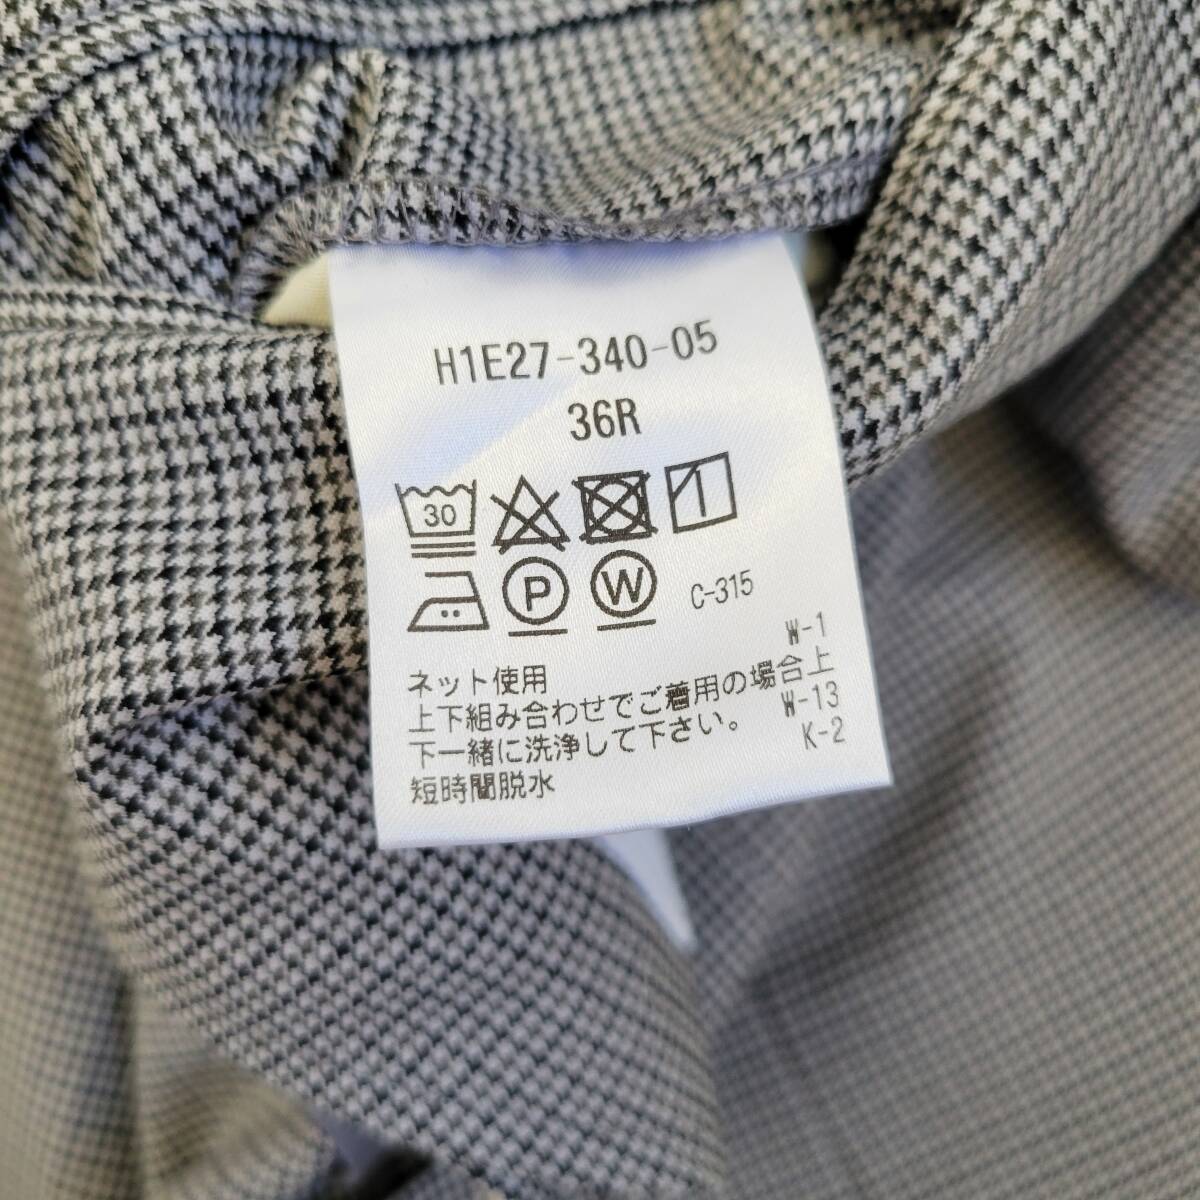 H1E27-340-05
36R
30
P W C-315
ネット使用 W-1
上下組み合わせでご着用の場合上
下一緒に洗浄して下さい。 W-13
短時間脱水 K-2